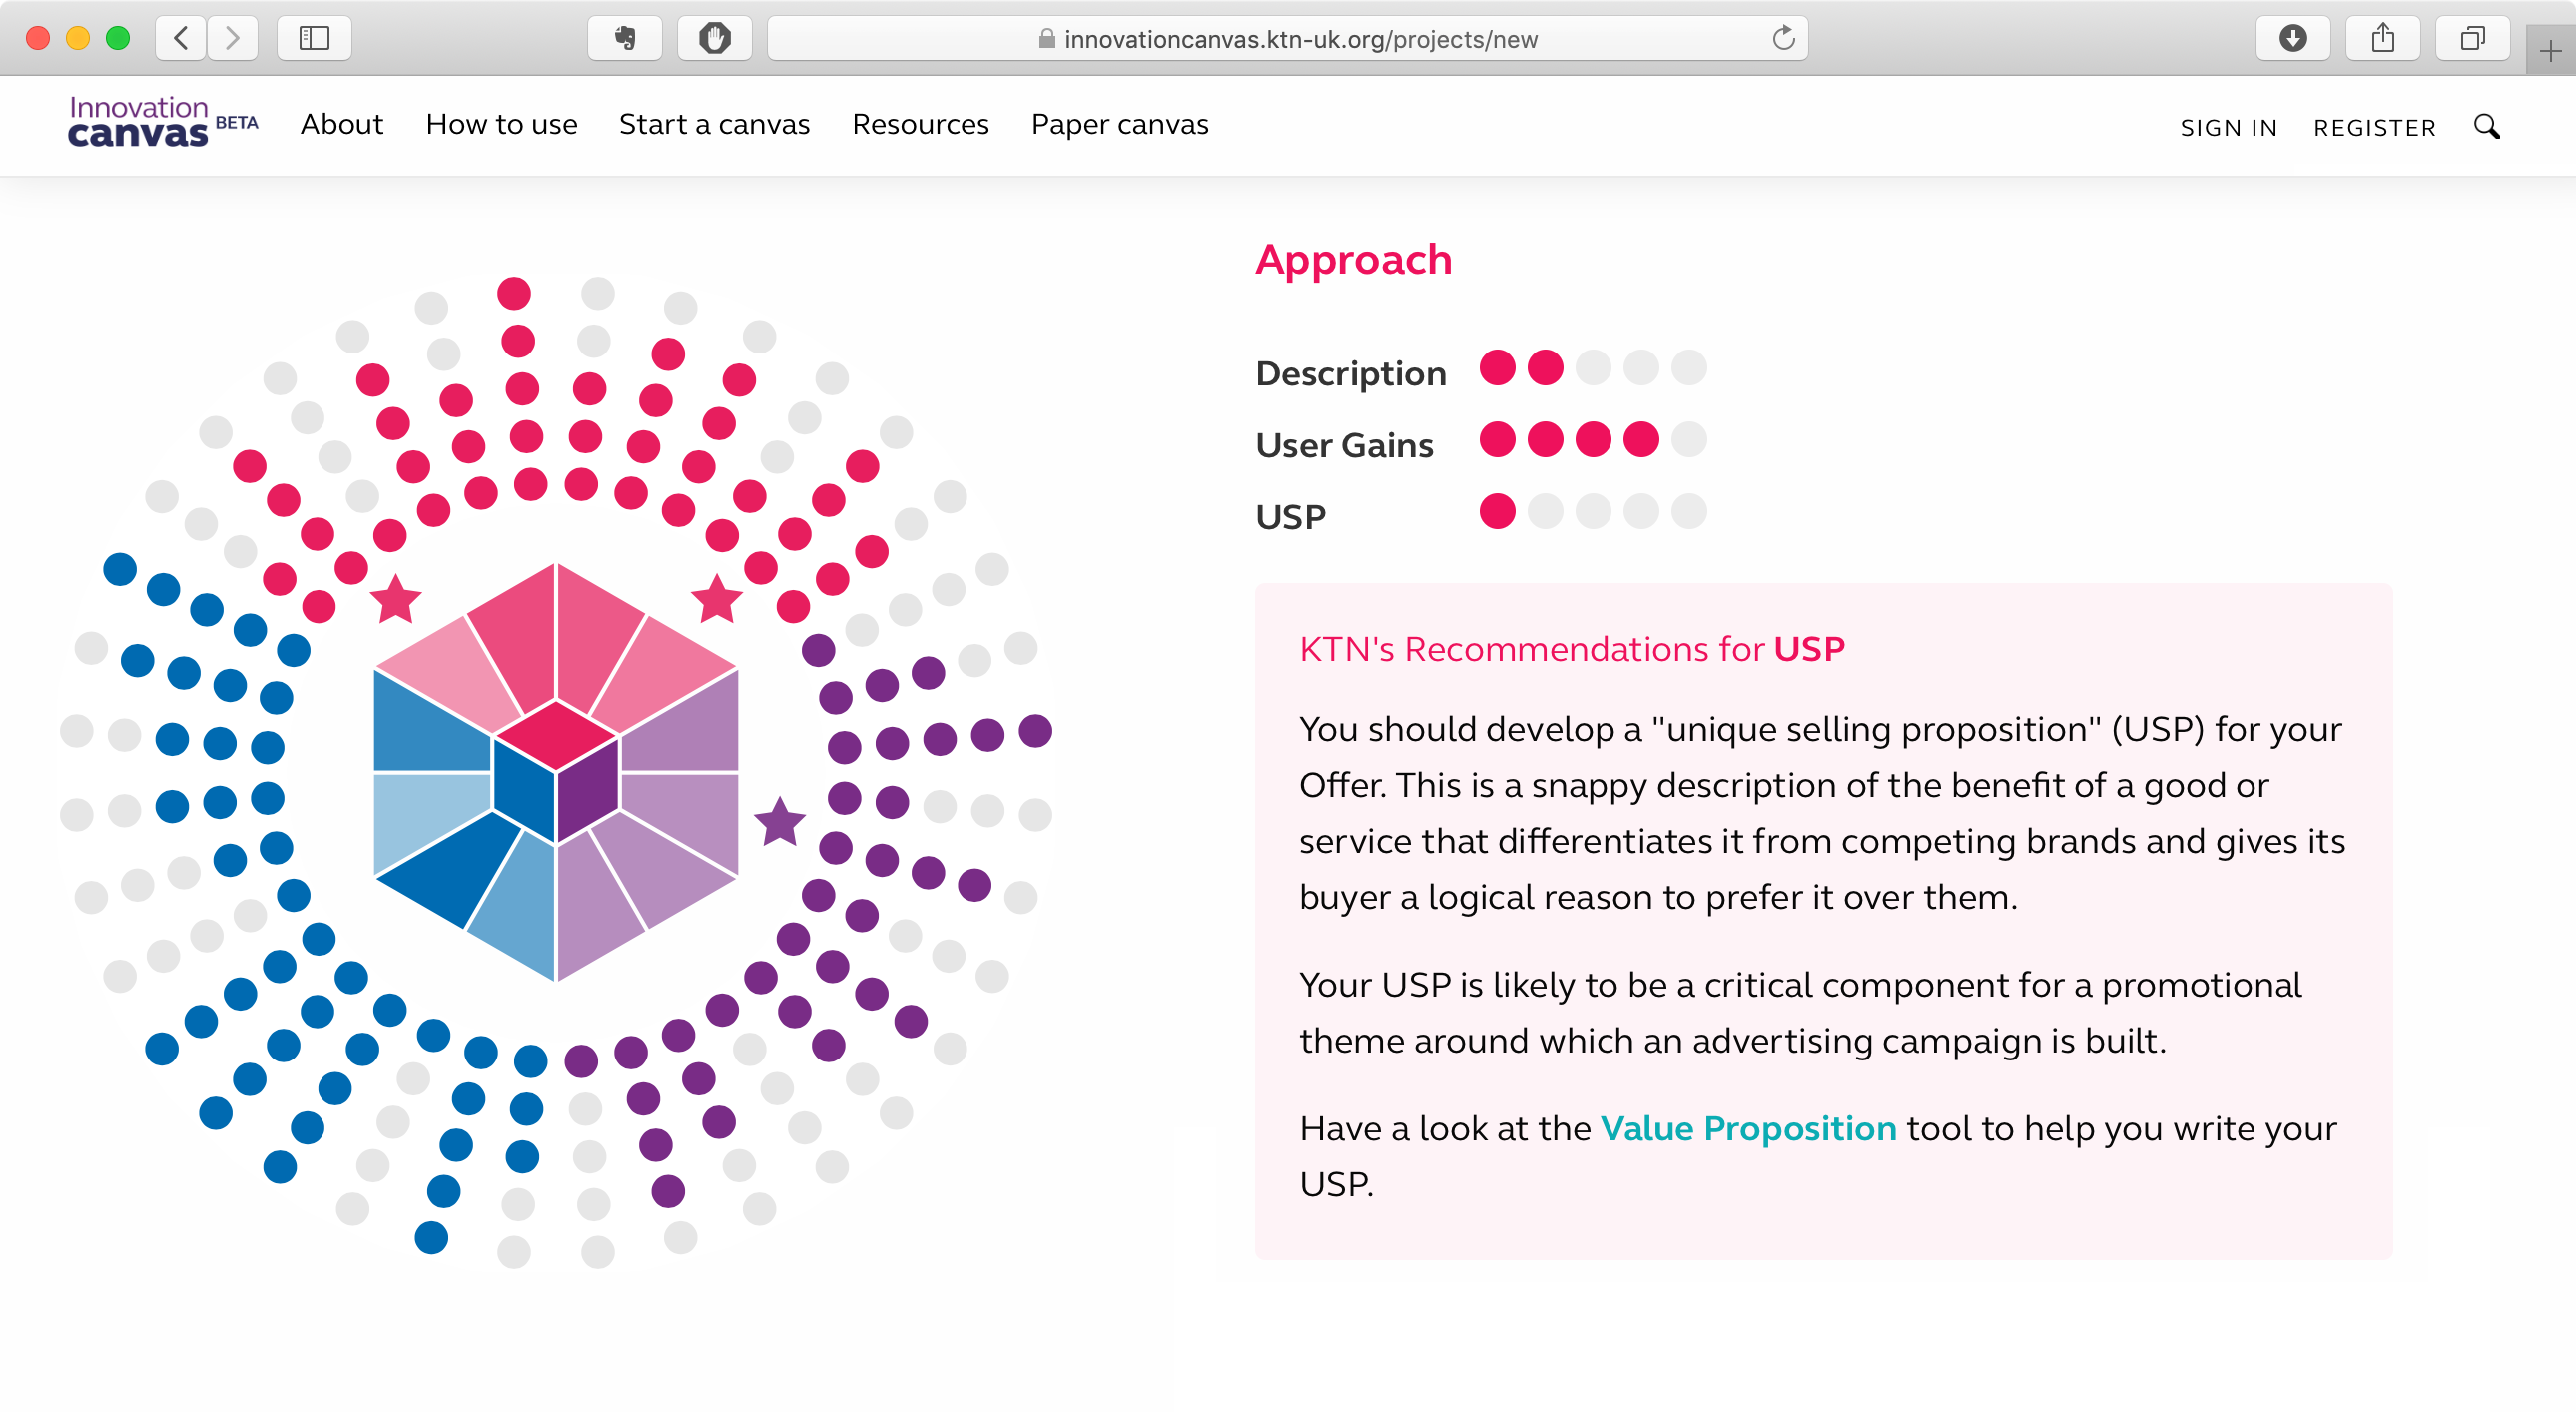 innovationcanvas.ktn-uk.org/projects/new
Innovation
canvas BETA
About How to use Start a canvas Resources Paper canvas
SIGN IN REGISTER
Approach
Description
User Gains
USP
KTN's Recommendations for USP
You should develop a "unique selling proposition" (USP) for your
Offer. This is a snappy description of the benefit of a good or
service that differentiates it from competing brands and gives its
buyer a logical reason to prefer it over them.
Your USP is likely to be a critical component for a promotional
theme around which an advertising campaign is built.
Have a look at the Value Proposition tool to help you write your
USP.